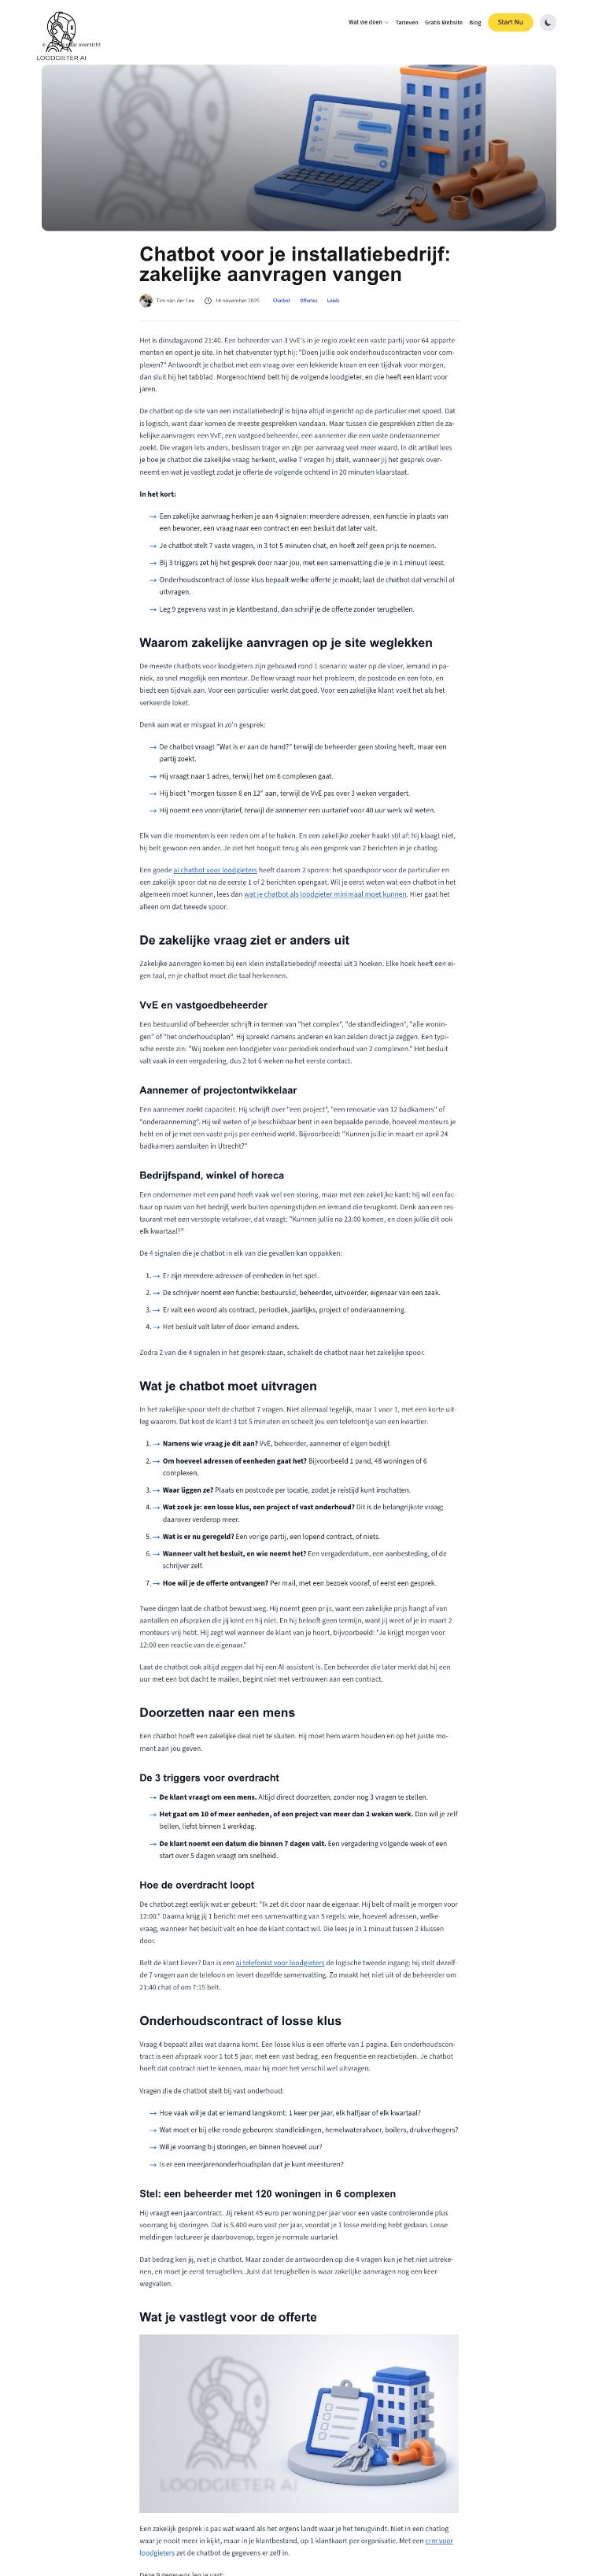 Wat we doen
Tarieven
Gratis Website
Blog
Start Nu
LOODGIETER AI
Chatbot voor je installatiebedrijf:
zakelijke aanvragen vangen
Tim van der Lee
14 november 2025
Chatbot
Offertes
Leads
Het is dinsdagavond 21:40. Een beheerder van 3 VvE's in je regio zoekt een vaste partij voor 64 apparte-
menten en opent je site. In het chatvenster typt hij: "Doen jullie ook onderhoudscontracten voor com-
plexen?" Antwoordt je chatbot met een vraag over een lekkende kraan en een tijdvak voor morgen,
dan sluit hij het tabblad. Morgenochtend belt hij de volgende loodgieter, en die heeft een klant voor
jaren.
De chatbot op de site van een installatiebedrijf is bijna altijd ingericht op de particulier met spoed. Dat
is logisch, want daar komen de meeste gesprekken vandaan. Maar tussen die gesprekken zitten de za-
kelijke aanvragen: een VvE, een vastgoedbeheerder, een aannemer die een vaste onderaannemer
zoekt. Die vragen iets anders, beslissen trager en zijn per aanvraag veel meer waard. In dit artikel lees
je hoe je chatbot die zakelijke vraag herkent, welke 7 vragen hij stelt, wanneer hij het gesprek over-
neemt en wat je vastlegt zodat je offerte de volgende ochtend in 20 minuten klaarstaat.
In het kort:
→ Een zakelijke aanvraag herken je aan 4 signalen: meerdere adressen, een functie in plaats van
een bewoner, een vraag naar een contract en een besluit dat later valt.
→ Je chatbot stelt 7 vaste vragen, in 3 tot 5 minuten chat, en hoeft zelf geen prijs te noemen.
→ Bij 3 triggers zet hij het gesprek door naar jou, met een samenvatting die je in 1 minuut leest.
→ Onderhoudscontract of losse klus bepaalt welke offerte je maakt; laat de chatbot dat verschil al
uitvragen.
→ Leg 9 gegevens vast in je klantbestand, dan schrijf je de offerte zonder terugbellen.
Waarom zakelijke aanvragen op je site weglekken
De meeste chatbots voor loodgieters zijn gebouwd rond 1 scenario: water op de vloer, iemand in pa-
niek, zo snel mogelijk een monteur. De flow vraagt naar het probleem, de postcode en een foto, en
biedt een tijdvak aan. Voor een particulier werkt dat goed. Voor een zakelijke klant voelt het als het
verkeerde loket.
Denk aan wat er misgaat in zo'n gesprek:
→ De chatbot vraagt "Wat is er aan de hand?" terwijl de beheerder geen storing heeft, maar een
partij zoekt.
→ Hij vraagt naar 1 adres, terwijl het om 6 complexen gaat.
→ Hij biedt "morgen tussen 8 en 12" aan, terwijl de VvE pas over 3 weken vergadert.
→ Hij noemt een voorrijtarief, terwijl de aannemer een uurtarief voor 40 uur werk wil weten.
Elk van die momenten is een reden om af te haken. En een zakelijke zoeker haakt stil af: hij klaagt niet,
hij belt gewoon een ander. Je ziet het hooguit terug als een gesprek van 2 berichten in je chatlog.
Een goede ai chatbot voor loodgieters heeft daarom 2 sporen: het spoedspoor voor de particulier en
een zakelijk spoor dat na de eerste 1 of 2 berichten opengaat. Wil je eerst weten wat een chatbot in het
algemeen moet kunnen, lees dan wat je chatbot als loodgieter minimaal moet kunnen. Hier gaat het
alleen om dat tweede spoor.
De zakelijke vraag ziet er anders uit
Zakelijke aanvragen komen bij een klein installatiebedrijf meestal uit 3 hoeken. Elke hoek heeft een ei-
gen taal, en je chatbot moet die taal herkennen.
VvE en vastgoedbeheerder
Een bestuurslid of beheerder schrijft in termen van "het complex", "de standleidingen", "alle wonin-
gen" of "het onderhoudsplan". Hij spreekt namens anderen en kan zelden direct ja zeggen. Een typi-
sche eerste zin: "Wij zoeken een loodgieter voor periodiek onderhoud van 2 complexen." Het besluit
valt vaak in een vergadering, dus 2 tot 6 weken na het eerste contact.
Aannemer of projectontwikkelaar
Een aannemer zoekt capaciteit. Hij schrijft over "een project", "een renovatie van 12 badkamers" of
"onderaanneming". Hij wil weten of je beschikbaar bent in een bepaalde periode, hoeveel monteurs je
hebt en of je met een vaste prijs per eenheid werkt. Bijvoorbeeld: "Kunnen jullie in maart en april 24
badkamers aansluiten in Utrecht?"
Bedrijfspand, winkel of horeca
Een ondernemer met een pand heeft vaak wel een storing, maar met een zakelijke kant: hij wil een fac-
tuur op naam van het bedrijf, werk buiten openingstijden en iemand die terugkomt. Denk aan een res-
taurant met een verstopte vetafvoer, dat vraagt: "Kunnen jullie na 23:00 komen, en doen jullie dit ook
elk kwartaal?"
De 4 signalen die je chatbot in elk van die gevallen kan oppakken:
1. → Er zijn meerdere adressen of eenheden in het spel.
2. → De schrijver noemt een functie: bestuurslid, beheerder, uitvoerder, eigenaar van een zaak.
3. → Er valt een woord als contract, periodiek, jaarlijks, project of onderaanneming.
4. → Het besluit valt later of door iemand anders.
Zodra 2 van die 4 signalen in het gesprek staan, schakelt de chatbot naar het zakelijke spoor.
Wat je chatbot moet uitvragen
In het zakelijke spoor stelt de chatbot 7 vragen. Niet allemaal tegelijk, maar 1 voor 1, met een korte uit-
leg waarom. Dat kost de klant 3 tot 5 minuten en scheelt jou een telefoontje van een kwartier.
1. → Namens wie vraag je dit aan? VvE, beheerder, aannemer of eigen bedrijf.
2. → Om hoeveel adressen of eenheden gaat het? Bijvoorbeeld 1 pand, 48 woningen of 6
complexen.
3. → Waar liggen ze? Plaats en postcode per locatie, zodat je reistijd kunt inschatten.
4. → Wat zoek je: een losse klus, een project of vast onderhoud? Dit is de belangrijkste vraag;
daarover verderop meer.
5. → Wat is er nu geregeld? Een vorige partij, een lopend contract, of niets.
6. → Wanneer valt het besluit, en wie neemt het? Een vergaderdatum, een aanbesteding, of de
schrijver zelf.
7. → Hoe wil je de offerte ontvangen? Per mail, met een bezoek vooraf, of eerst een gesprek.
Twee dingen laat de chatbot bewust weg. Hij noemt geen prijs, want een zakelijke prijs hangt af van
aantallen en afspraken die jij kent en hij niet. En hij belooft geen termijn, want jij weet of je in maart 2
monteurs vrij hebt. Hij zegt wel wanneer de klant van je hoort, bijvoorbeeld: "Je krijgt morgen voor
12:00 een reactie van de eigenaar."
Laat de chatbot ook altijd zeggen dat hij een AI-assistent is. Een beheerder die later merkt dat hij een
uur met een bot dacht te mailen, begint niet met vertrouwen aan een contract.
Doorzetten naar een mens
Een chatbot hoeft een zakelijke deal niet te sluiten. Hij moet hem warm houden en op het juiste mo-
ment aan jou geven.
De 3 triggers voor overdracht
→ De klant vraagt om een mens. Altijd direct doorzetten, zonder nog 3 vragen te stellen.
→ Het gaat om 10 of meer eenheden, of een project van meer dan 2 weken werk. Dan wil je zelf
bellen, liefst binnen 1 werkdag.
→ De klant noemt een datum die binnen 7 dagen valt. Een vergadering volgende week of een
start over 5 dagen vraagt om snelheid.
Hoe de overdracht loopt
De chatbot zegt eerlijk wat er gebeurt: "Ik zet dit door naar de eigenaar. Hij belt of mailt je morgen voor
12:00." Daarna krijg jij 1 bericht met een samenvatting van 5 regels: wie, hoeveel adressen, welke
vraag, wanneer het besluit valt en hoe de klant contact wil. Die lees je in 1 minuut tussen 2 klussen
door.
Belt de klant liever? Dan is een ai telefonist voor loodgieters de logische tweede ingang: hij stelt dezelf-
de 7 vragen aan de telefoon en levert dezelfde samenvatting. Zo maakt het niet uit of de beheerder om
21:40 chat of om 7:15 belt.
Onderhoudscontract of losse klus
Vraag 4 bepaalt alles wat daarna komt. Een losse klus is een offerte van 1 pagina. Een onderhoudscon-
tract is een afspraak voor 1 tot 5 jaar, met een vast bedrag, een frequentie en reactietijden. Je chatbot
hoeft dat contract niet te kennen, maar hij moet het verschil wel uitvragen.
Vragen die de chatbot stelt bij vast onderhoud:
→ Hoe vaak wil je dat er iemand langskomt: 1 keer per jaar, elk halfjaar of elk kwartaal?
→ Wat moet er bij elke ronde gebeuren: standleidingen, hemelwaterafvoer, boilers, drukverhogers?
→ Wil je voorrang bij storingen, en binnen hoeveel uur?
→ Is er een meerjarenonderhoudsplan dat je kunt meesturen?
Stel: een beheerder met 120 woningen in 6 complexen
Hij vraagt een jaarcontract. Jij rekent 45 euro per woning per jaar voor een vaste controleronde plus
voorrang bij storingen. Dat is 5.400 euro vast per jaar, voordat je 1 losse melding hebt gedaan. Losse
meldingen factureer je daarbovenop, tegen je normale uurtarief.
Dat bedrag ken jij, niet je chatbot. Maar zonder de antwoorden op die 4 vragen kun je het niet uitreke-
nen, en moet je eerst terugbellen. Juist dat terugbellen is waar zakelijke aanvragen nog een keer
wegvallen.
Wat je vastlegt voor de offerte
LOODGIETER AI
Een zakelijk gesprek is pas wat waard als het ergens landt waar je het terugvindt. Niet in een chatlog
waar je nooit meer in kijkt, maar in je klantbestand, op 1 klantkaart per organisatie. Met een crm voor
loodgieters zet de chatbot de gegevens er zelf in.
Deze 9 gegevens leg je vast: